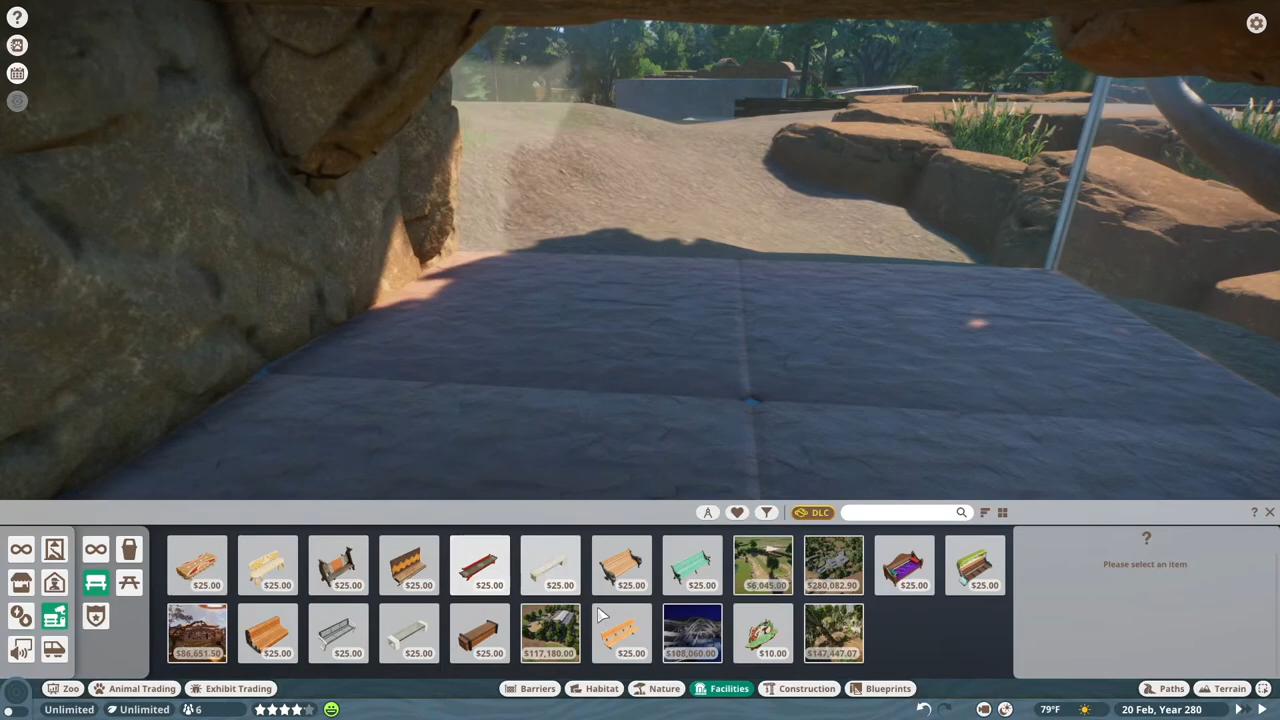 ?
DLC
?
$25.00 $25.00 $25.00 $25.00 $25.00 $25.00 $25.00 $25.00 $6,045.00 $280,082.90 $25.00 $25.00
?
Please select an item
$86,651.50 $25.00 $25.00 $25.00 $25.00 $117,180.00 $25.00 $108,060.00 $10.00 $147,447.07
Zoo Animal Trading Exhibit Trading Barriers Habitat Nature Facilities Construction Blueprints Paths Terrain
Unlimited Unlimited 6 79°F 20 Feb, Year 280